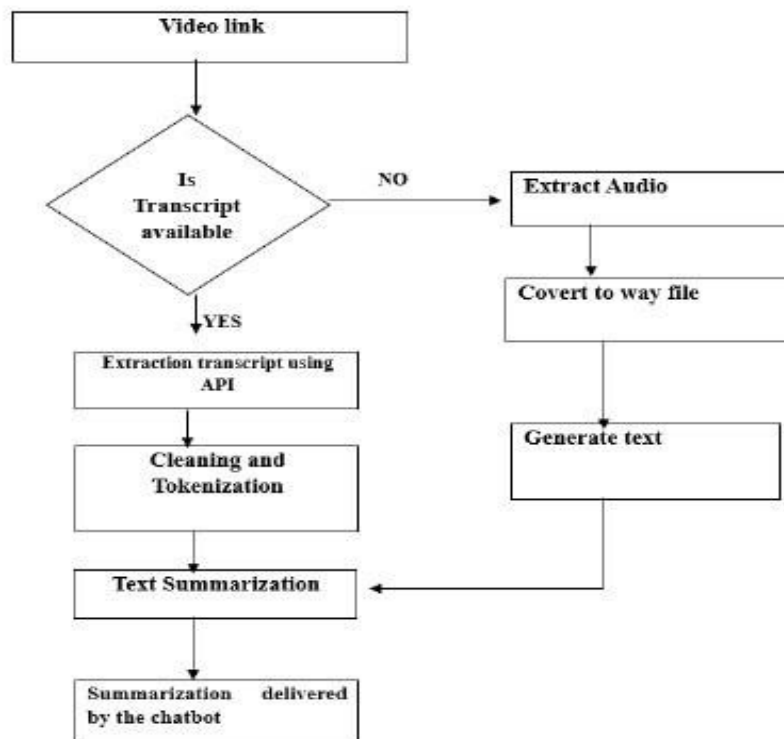 Video link
Is
Transcript
available
NO
Extract Audio
Covert to way file
YES
Extraction transcript using
API
Generate text
Cleaning and
Tokenization
Text Summarization
Summarization delivered
by the chatbot